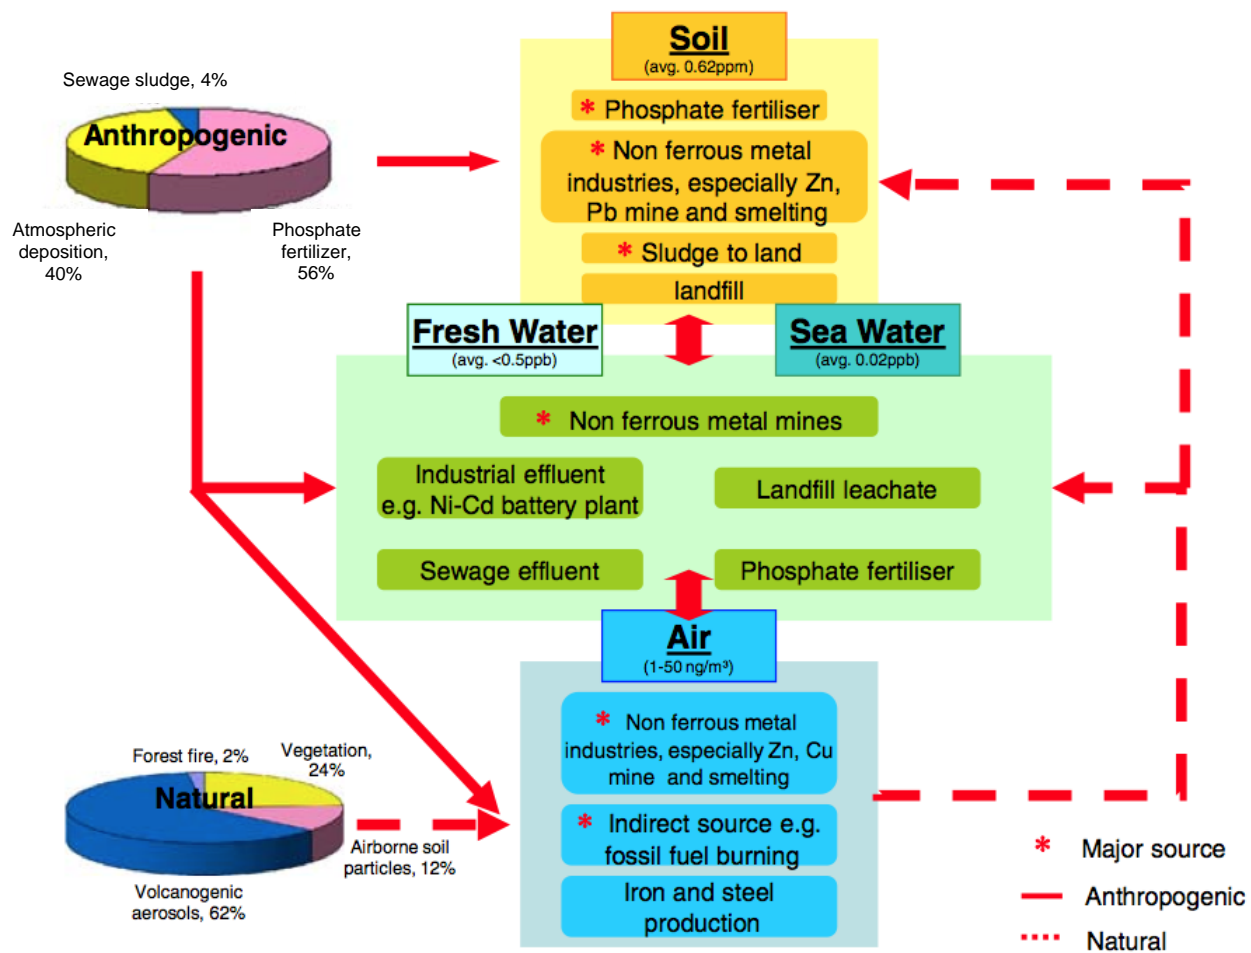 Soil
(avg. 0.62ppm)
Sewage sludge, 4%
Anthropogenic
Atmospheric
deposition,
40%
Phosphate
fertilizer,
56%
* Phosphate fertiliser
* Non ferrous metal
industries, especially Zn,
Pb mine and smelting
* Sludge to land
landfill
Fresh Water
(avg. <0.5ppb)
Sea Water
(avg. 0.02ppb)
* Non ferrous metal mines
Industrial effluent
e.g. Ni-Cd battery plant
Landfill leachate
Sewage effluent
Phosphate fertiliser
Air
(1-50 ng/m³)
* Non ferrous metal
industries, especially Zn, Cu
mine and smelting
* Indirect source e.g.
fossil fuel burning
Iron and steel
production
Forest fire, 2%
Vegetation,
24%
Natural
Airborne soil
particles, 12%
Volcanogenic
aerosols, 62%
* Major source
Anthropogenic
Natural